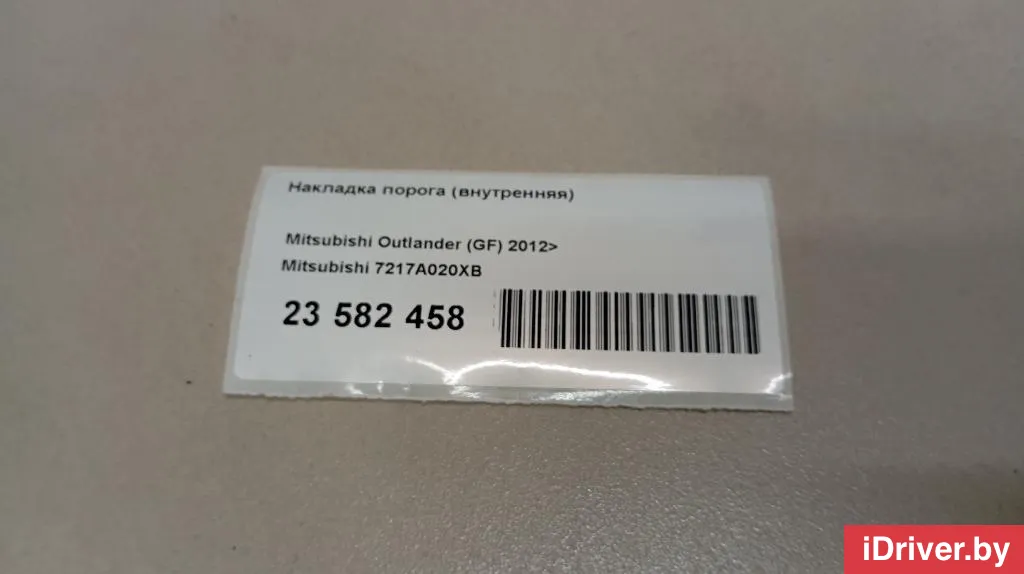 Накладка порога (внутренняя)
Mitsubishi Outlander (GF) 2012>
Mitsubishi 7217A020XB
23 582 458
iDriver.by